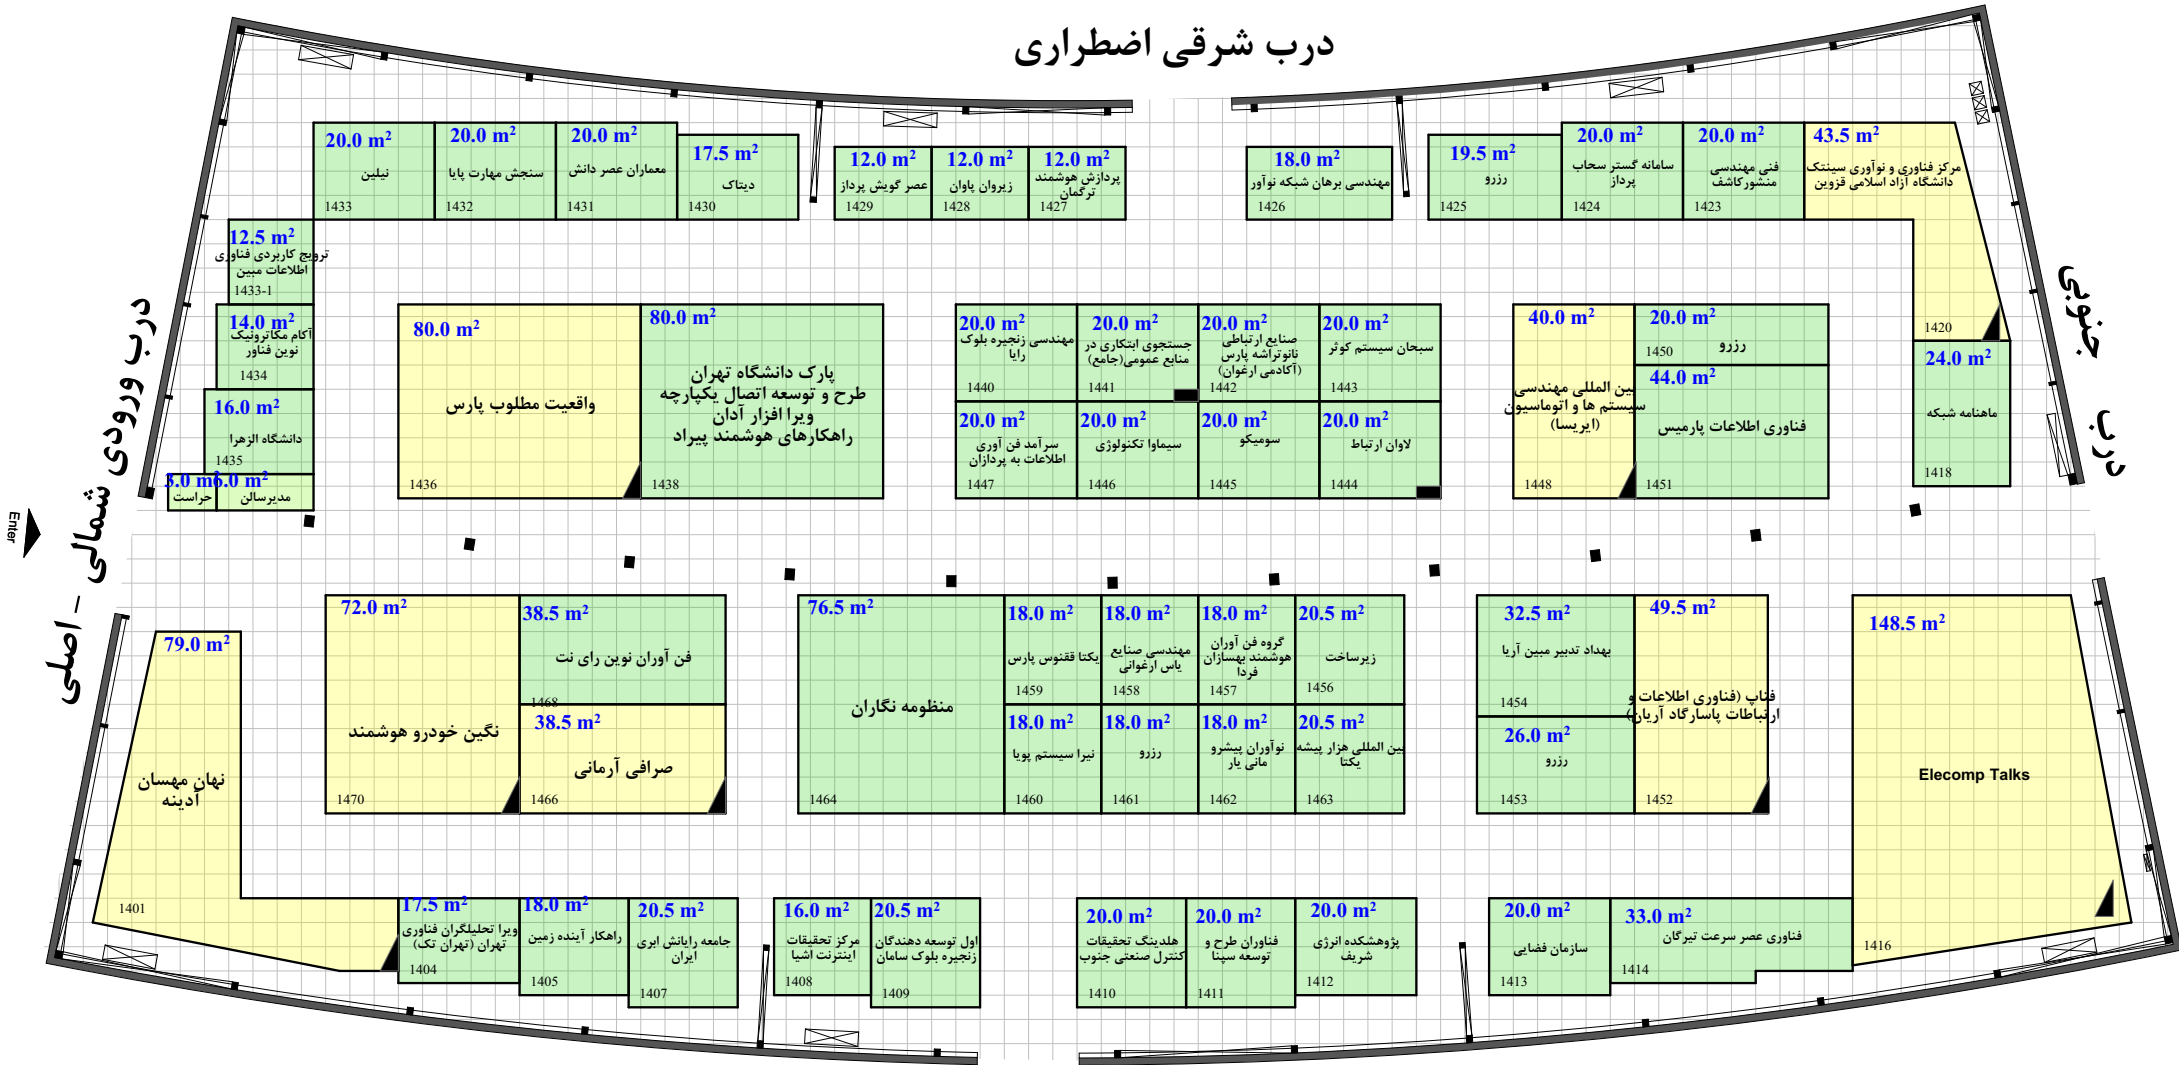 درب شرقی اضطراری
20.0 m²
نیلین
1433
20.0 m²
سنجش مهارت پایا
1432
20.0 m²
معماران عصر دانش
1431
17.5 m²
دیتاک
1430
12.0 m²
عصر گویش پرداز
1429
12.0 m²
زیروان پاوان
1428
12.0 m²
پردازش هوشمند
ترگمان
1427
18.0 m²
مهندسی برهان شبکه نوآور
1426
19.5 m²
رزرو
1425
20.0 m²
سامانه گستر سحاب
پرداز
1424
20.0 m²
فنی مهندسی
منشورکاشف
1423
43.5 m²
مرکز فناوری و نوآوری سینتک
دانشگاه آزاد اسلامی قزوین
1420
12.5 m²
ترویج کاربردی فناوری
اطلاعات مبین
1433-1
14.0 m²
آکام مکاترونیک
نوین فناور
1434
16.0 m²
دانشگاه الزهرا
1435
3.0 m²
حراست
6.0 m²
مدیرسالن
درب ورودی شمالی - اصلی
Enter
80.0 m²
واقعیت مطلوب پارس
1436
80.0 m²
پارک دانشگاه تهران
طرح و توسعه اتصال یکپارچه
ویرا افزار آدان
راهکارهای هوشمند پیراد
1438
20.0 m²
مهندسی زنجیره بلوک
رایا
1440
20.0 m²
جستجوی ابتکاری در
منابع عمومی(جامع)
1441
20.0 m²
صنایع ارتباطی
نانوتراشه پارس
(آکادمی ارغوان)
1442
20.0 m²
سبحان سیستم کوثر
1443
20.0 m²
سرآمد فن آوری
اطلاعات به پردازان
1447
20.0 m²
سیماوا تکنولوژی
1446
20.0 m²
سومیکو
1445
20.0 m²
لاوان ارتباط
1444
40.0 m²
بین المللی مهندسی
سیستم ها و اتوماسیون
(ایریسا)
1448
20.0 m²
رزرو
1450
44.0 m²
فناوری اطلاعات پارمیس
1451
24.0 m²
ماهنامه شبکه
1418
درب جنوبی
79.0 m²
نهان مهسان
آدینه
1401
72.0 m²
نگین خودرو هوشمند
1470
38.5 m²
فن آوران نوین رای نت
1468
38.5 m²
صرافی آرمانی
1466
76.5 m²
منظومه نگاران
1464
18.0 m²
یکتا ققنوس پارس
1459
18.0 m²
مهندسی صنایع
یاس ارغوانی
1458
18.0 m²
گروه فن آوران
هوشمند بهسازان
فردا
1457
20.5 m²
زیرساخت
1456
18.0 m²
نیرا سیستم پویا
1460
18.0 m²
رزرو
1461
18.0 m²
نوآوران پیشرو
مانی یار
1462
20.5 m²
بین المللی هزار پیشه
یکتا
1463
32.5 m²
بهداد تدبیر مبین آریا
1454
26.0 m²
رزرو
1453
49.5 m²
فناپ (فناوری اطلاعات و
ارتباطات پاسارگاد آریان)
1452
148.5 m²
Elecomp Talks
1416
17.5 m²
ویرا تحلیلگران فناوری
تهران (تهران تک)
1404
18.0 m²
راهکار آینده زمین
1405
20.5 m²
جامعه رایانش ابری
ایران
1407
16.0 m²
مرکز تحقیقات
اینترنت اشیا
1408
20.5 m²
اول توسعه دهندگان
زنجیره بلوک سامان
1409
20.0 m²
هلدینگ تحقیقات
کنترل صنعتی جنوب
1410
20.0 m²
فناوران طرح و
توسعه سپنا
1411
20.0 m²
پژوهشکده انرژی
شریف
1412
20.0 m²
سازمان فضایی
1413
33.0 m²
فناوری عصر سرعت تیرگان
1414